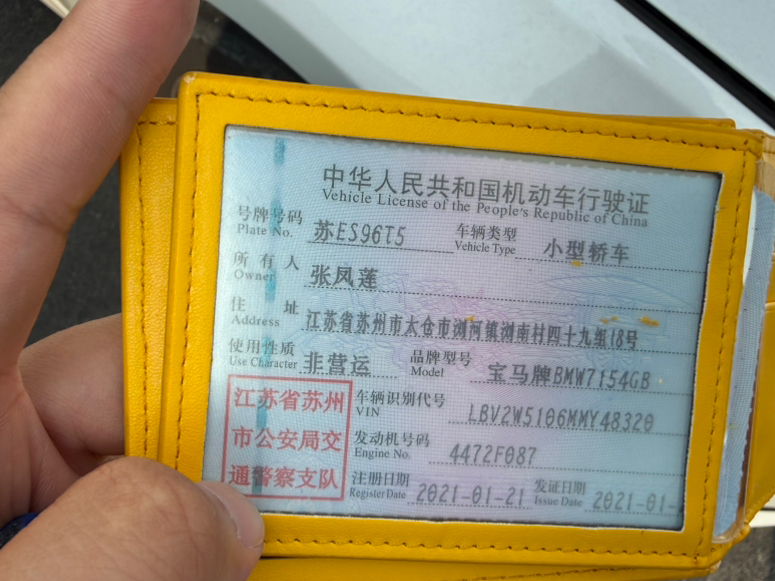 中华人民共和国机动车行驶证
Vehicle License of the People's Republic of China
号牌号码 Plate No. 苏ES96T5 车辆类型 Vehicle Type 小型轿车
所有人 Owner 张凤莲
住址 Address 江苏省苏州市太仓市浏河镇浏南村四十九组18号
使用性质 Use Character 非营运 品牌型号 Model 宝马牌BMW7154GB
江苏省苏州
市公安局交
通警察支队
车辆识别代号 VIN LBV2W5106MMY48320
发动机号码 Engine No. 4472F087
注册日期 Register Date 2021-01-21 发证日期 Issue Date 2021-01-